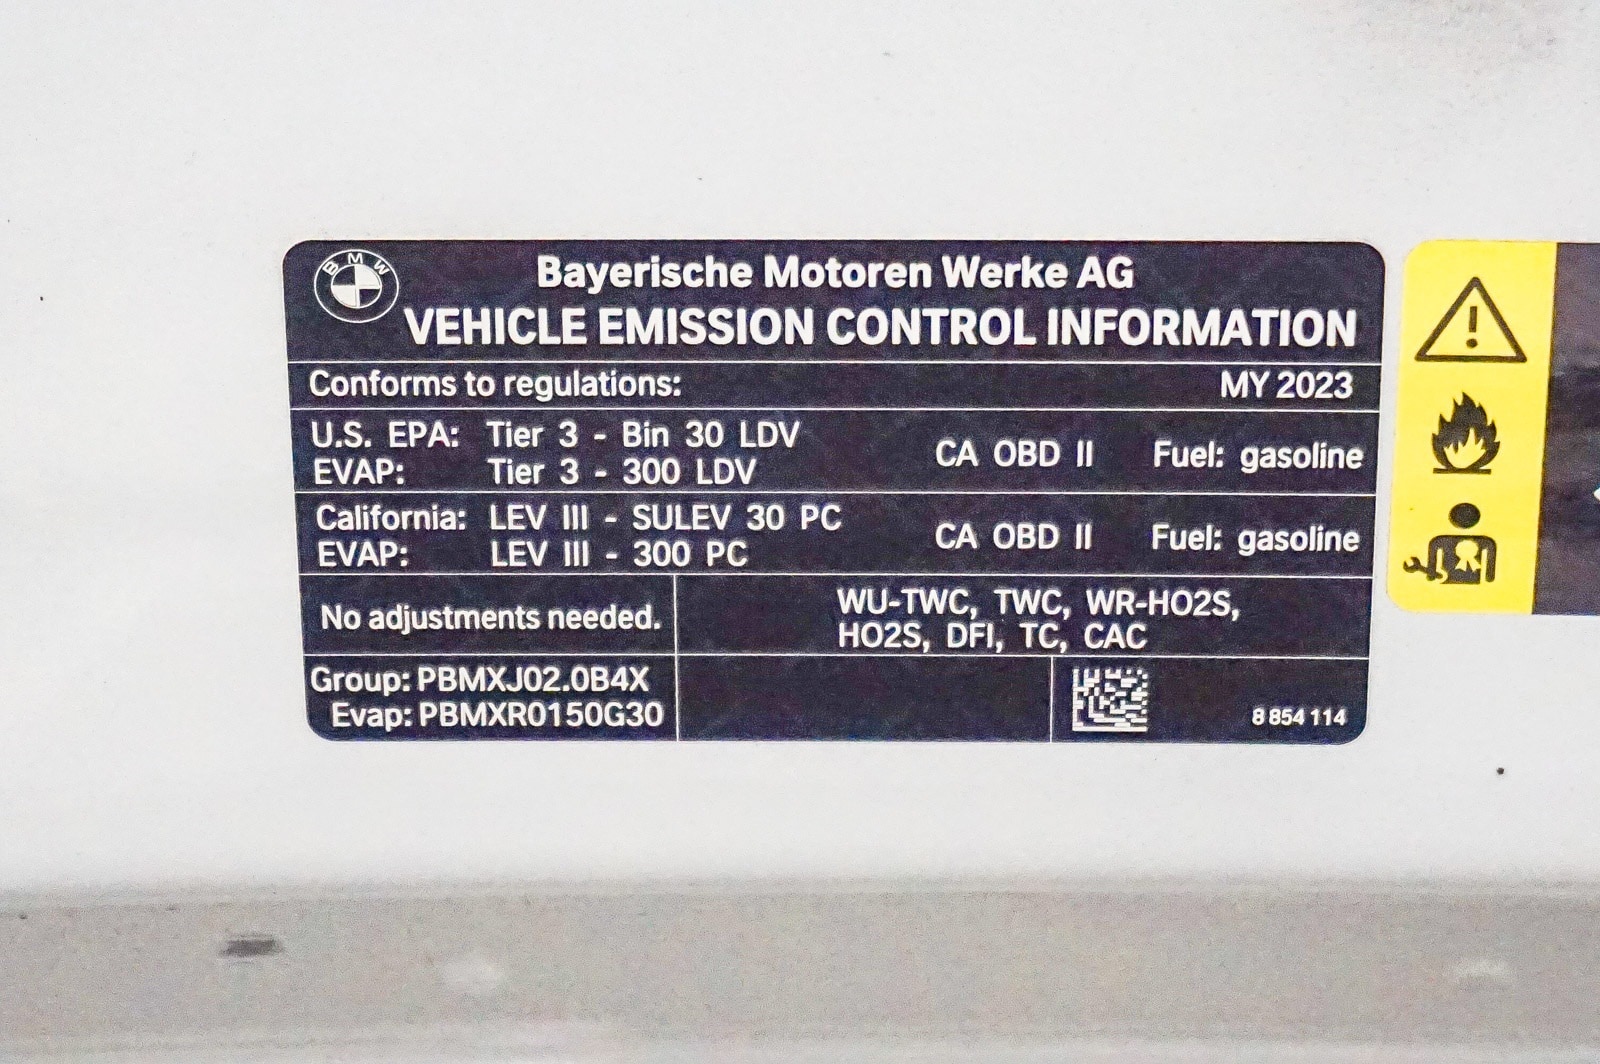 BMW
Bayerische Motoren Werke AG
VEHICLE EMISSION CONTROL INFORMATION
Conforms to regulations: MY 2023
U.S. EPA: Tier 3 - Bin 30 LDV CA OBD II Fuel: gasoline
EVAP: Tier 3 - 300 LDV
California: LEV III - SULEV 30 PC CA OBD II Fuel: gasoline
EVAP: LEV III - 300 PC
No adjustments needed.
WU-TWC, TWC, WR-HO2S,
HO2S, DFI, TC, CAC
Group: PBMXJ02.0B4X
Evap: PBMXR0150G30
8 854 114